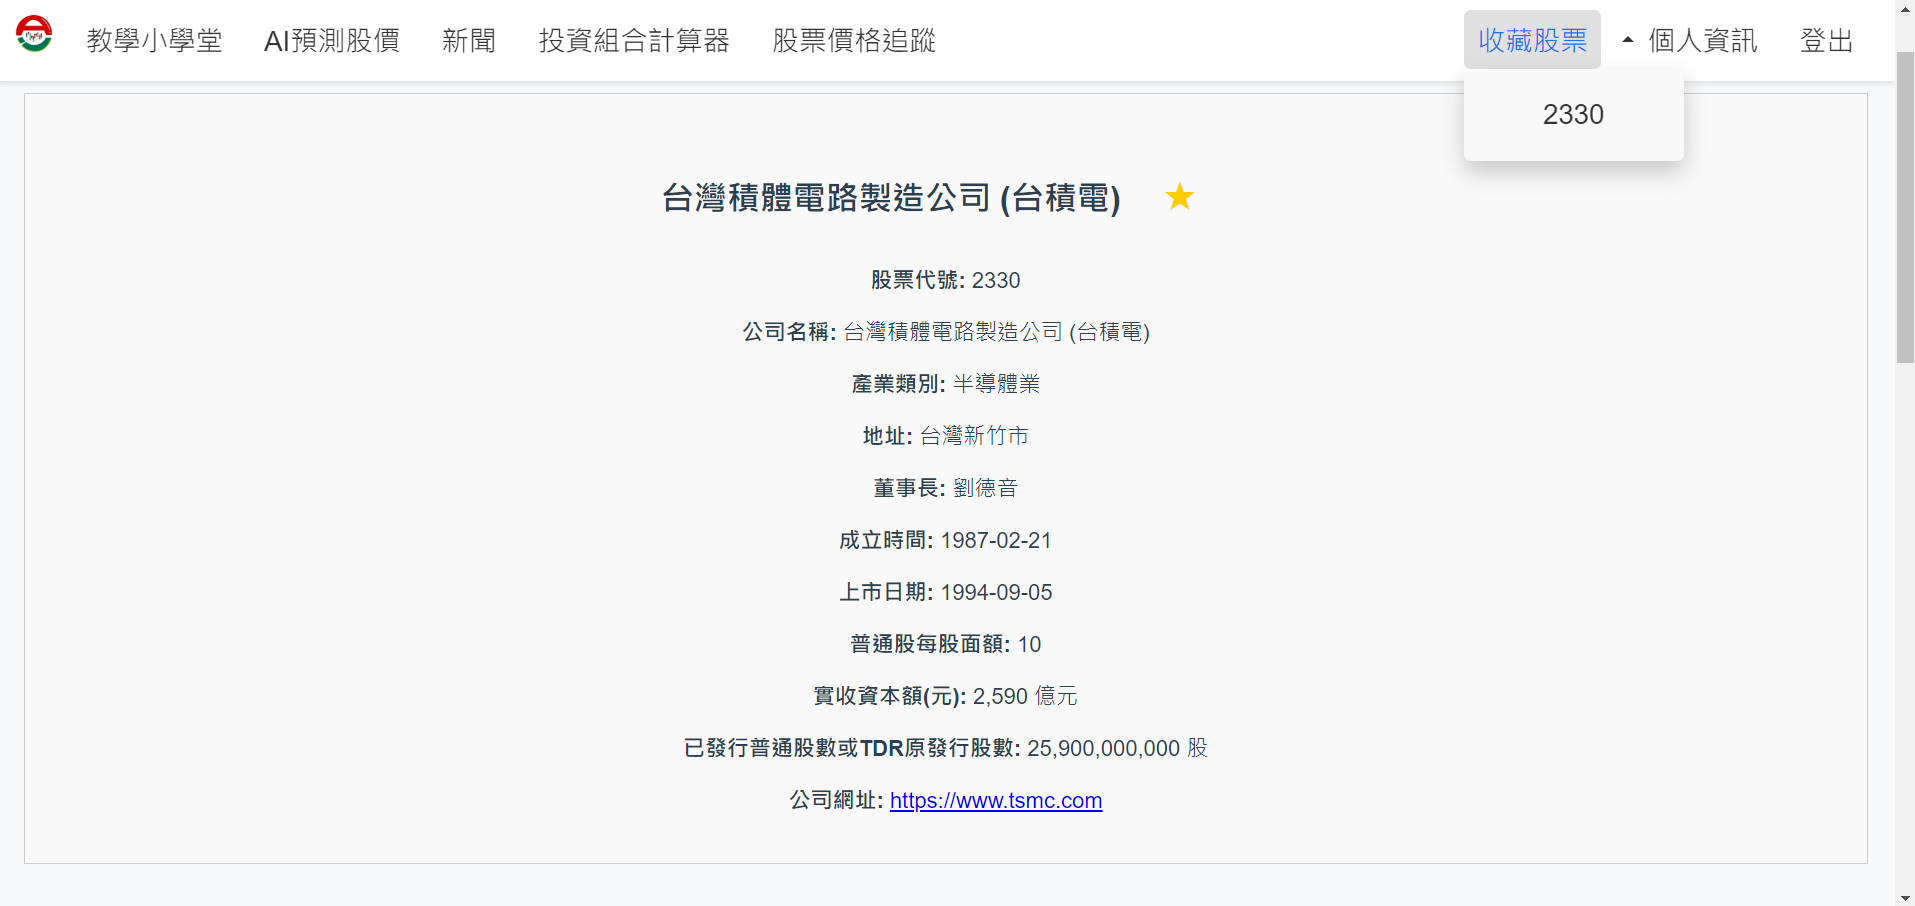 教學小學堂 AI預測股價 新聞 投資組合計算器 股票價格追蹤 收藏股票 個人資訊 登出
2330
台灣積體電路製造公司 (台積電)
股票代號: 2330
公司名稱: 台灣積體電路製造公司 (台積電)
產業類別: 半導體業
地址: 台灣新竹市
董事長: 劉德音
成立時間: 1987-02-21
上市日期: 1994-09-05
普通股每股面額: 10
實收資本額(元): 2,590 億元
已發行普通股數或TDR原發行股數: 25,900,000,000 股
公司網址: https://www.tsmc.com